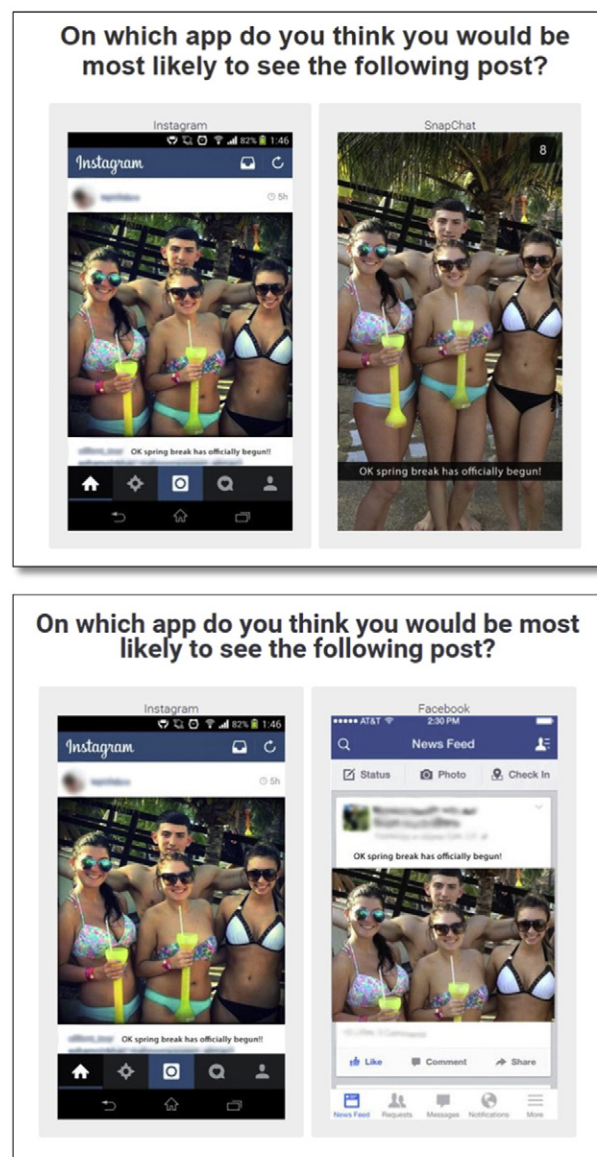 On which app do you think you would be
most likely to see the following post?
Instagram
SnapChat
82% 1:46
Instagram
5h
8
OK spring break has officially begun!!
OK spring break has officially begun!
On which app do you think you would be most
likely to see the following post?
Instagram
Facebook
82% 1:46
Instagram
5h
OK spring break has officially begun!!
AT&T 2:30 PM
News Feed
Status Photo Check In
OK spring break has officially begun!
Like Comment Share
News Feed Requests Messages Notifications More